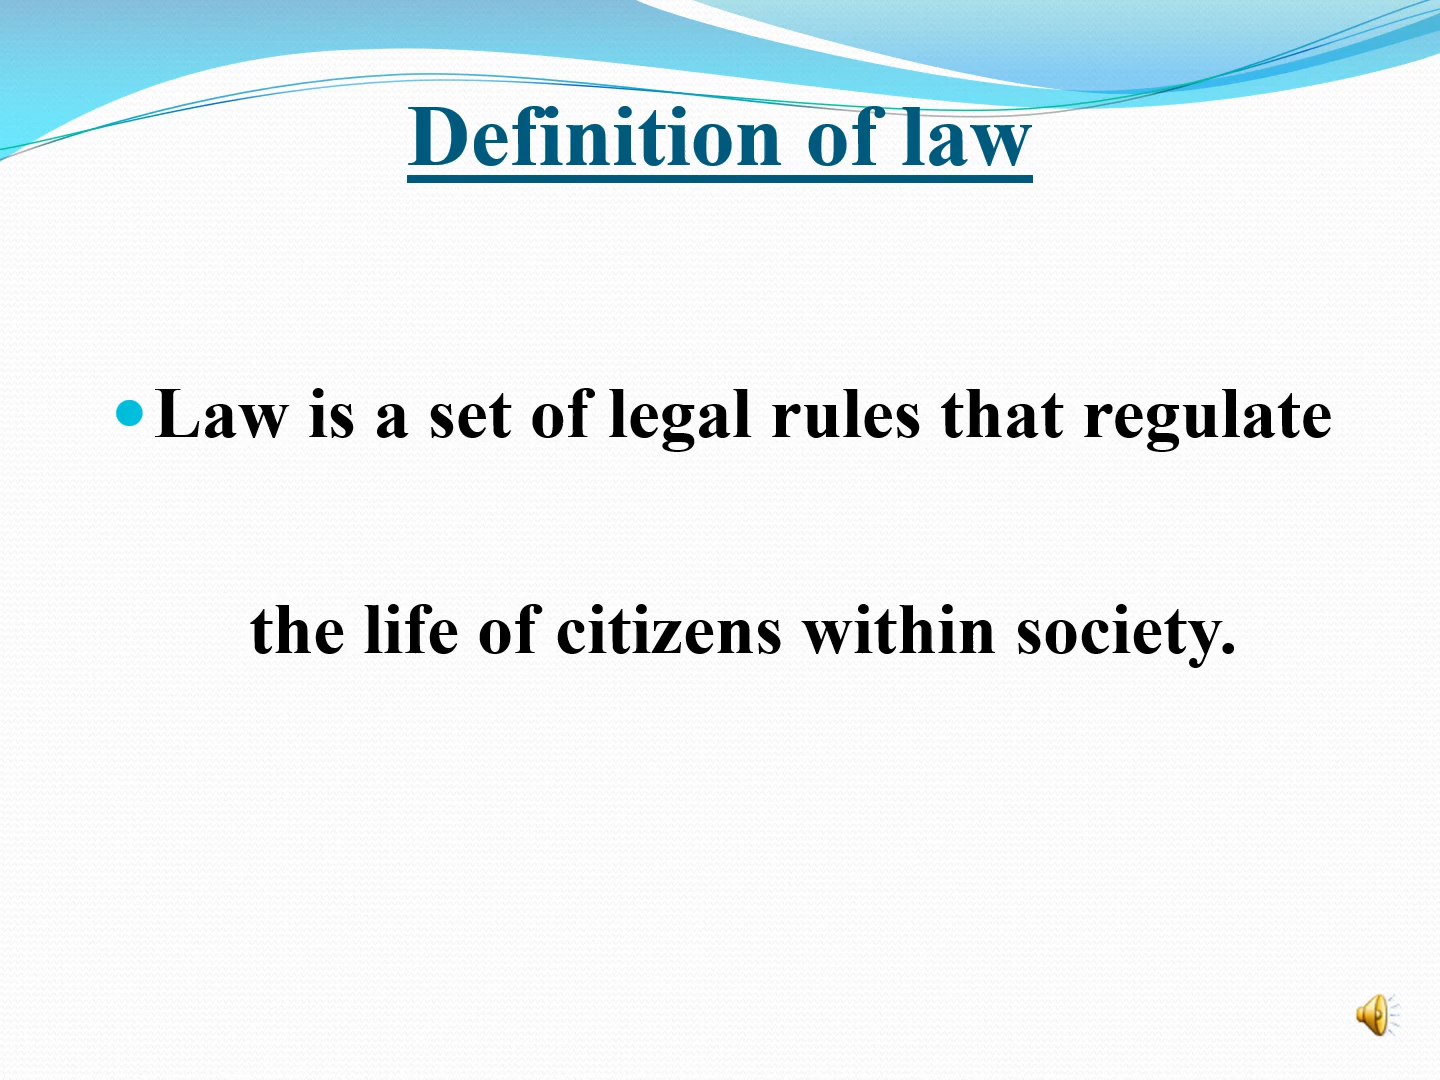 Definition of law
Law is a set of legal rules that regulate
the life of citizens within society.